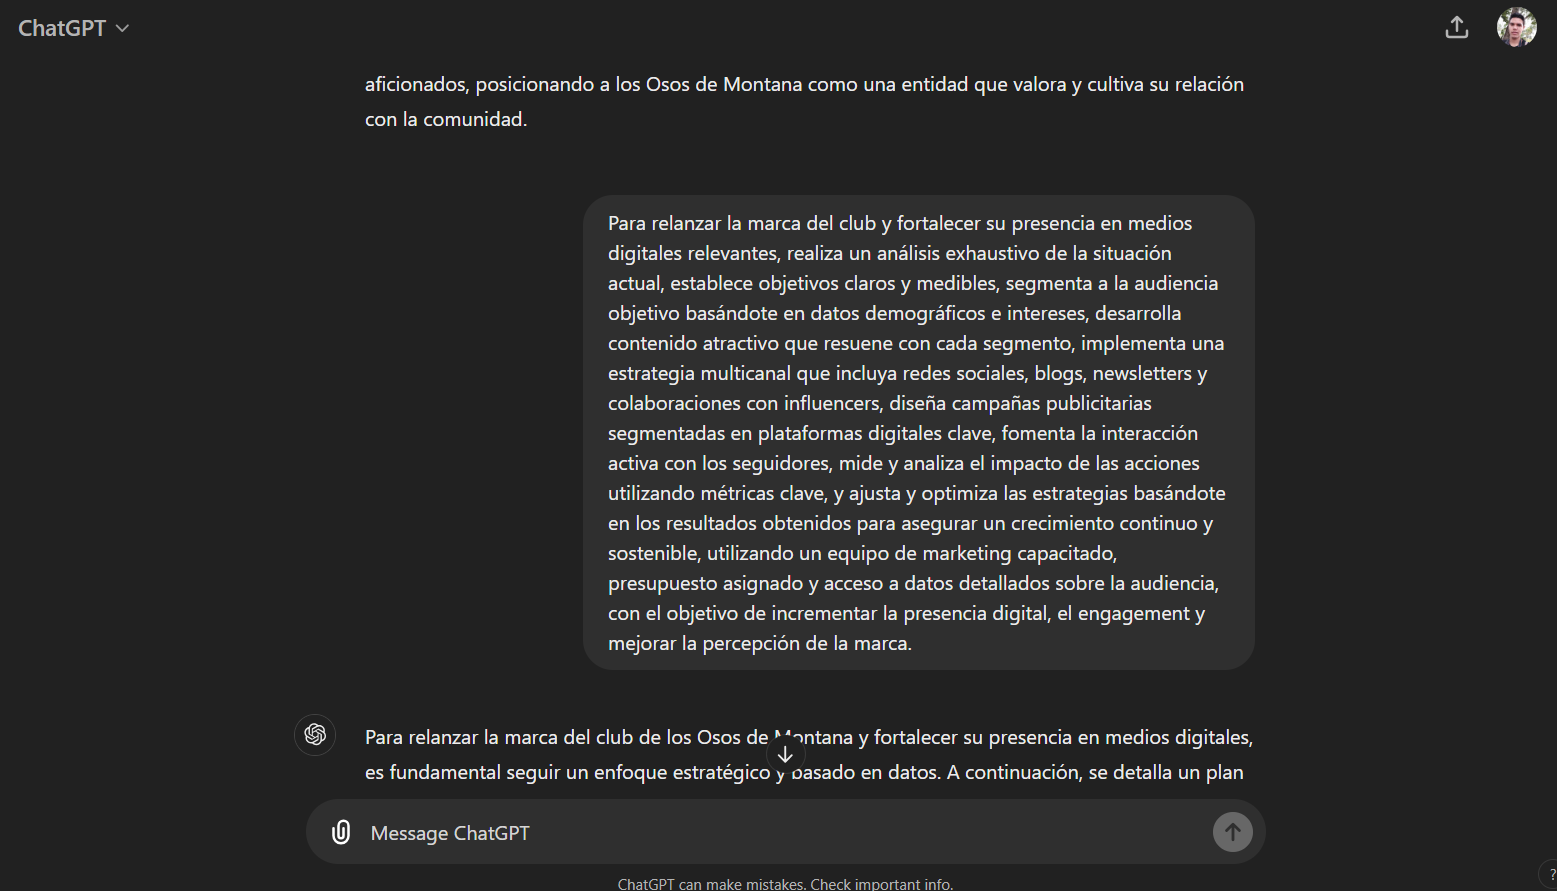 ChatGPT
aficionados, posicionando a los Osos de Montana como una entidad que valora y cultiva su relación
con la comunidad.
Para relanzar la marca del club y fortalecer su presencia en medios
digitales relevantes, realiza un análisis exhaustivo de la situación
actual, establece objetivos claros y medibles, segmenta a la audiencia
objetivo basándote en datos demográficos e intereses, desarrolla
contenido atractivo que resuene con cada segmento, implementa una
estrategia multicanal que incluya redes sociales, blogs, newsletters y
colaboraciones con influencers, diseña campañas publicitarias
segmentadas en plataformas digitales clave, fomenta la interacción
activa con los seguidores, mide y analiza el impacto de las acciones
utilizando métricas clave, y ajusta y optimiza las estrategias basándote
en los resultados obtenidos para asegurar un crecimiento continuo y
sostenible, utilizando un equipo de marketing capacitado,
presupuesto asignado y acceso a datos detallados sobre la audiencia,
con el objetivo de incrementar la presencia digital, el engagement y
mejorar la percepción de la marca.
Para relanzar la marca del club de los Osos de Montana y fortalecer su presencia en medios digitales,
es fundamental seguir un enfoque estratégico y basado en datos. A continuación, se detalla un plan
Message ChatGPT
ChatGPT can make mistakes. Check important info.
?